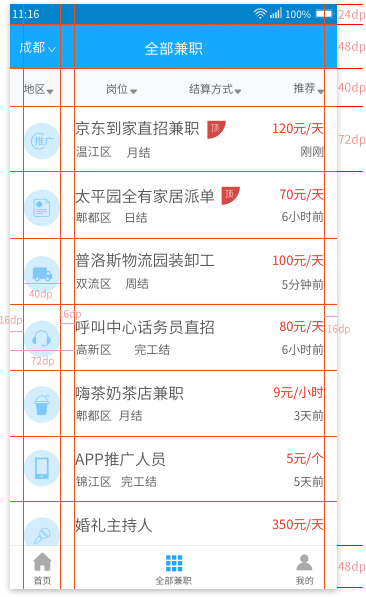 11:16 100% 24dp
成都 全部兼职 48dp
地区 岗位 结算方式 推荐 40dp
京东到家直招兼职 顶 120元/天
推广 72dp
温江区 月结 刚刚
太平园全有家居派单 顶 70元/天
郫都区 日结 6小时前
普洛斯物流园装卸工 100元/天
双流区 周结 5分钟前
40dp
16dp 16dp
呼叫中心话务员直招 80元/天 16dp
高新区 完工结 6小时前
72dp
嗨茶奶茶店兼职 9元/小时
郫都区 月结 3天前
APP推广人员 5元/个
锦江区 完工结 5天前
婚礼主持人 350元/天
48dp
首页 全部兼职 我的